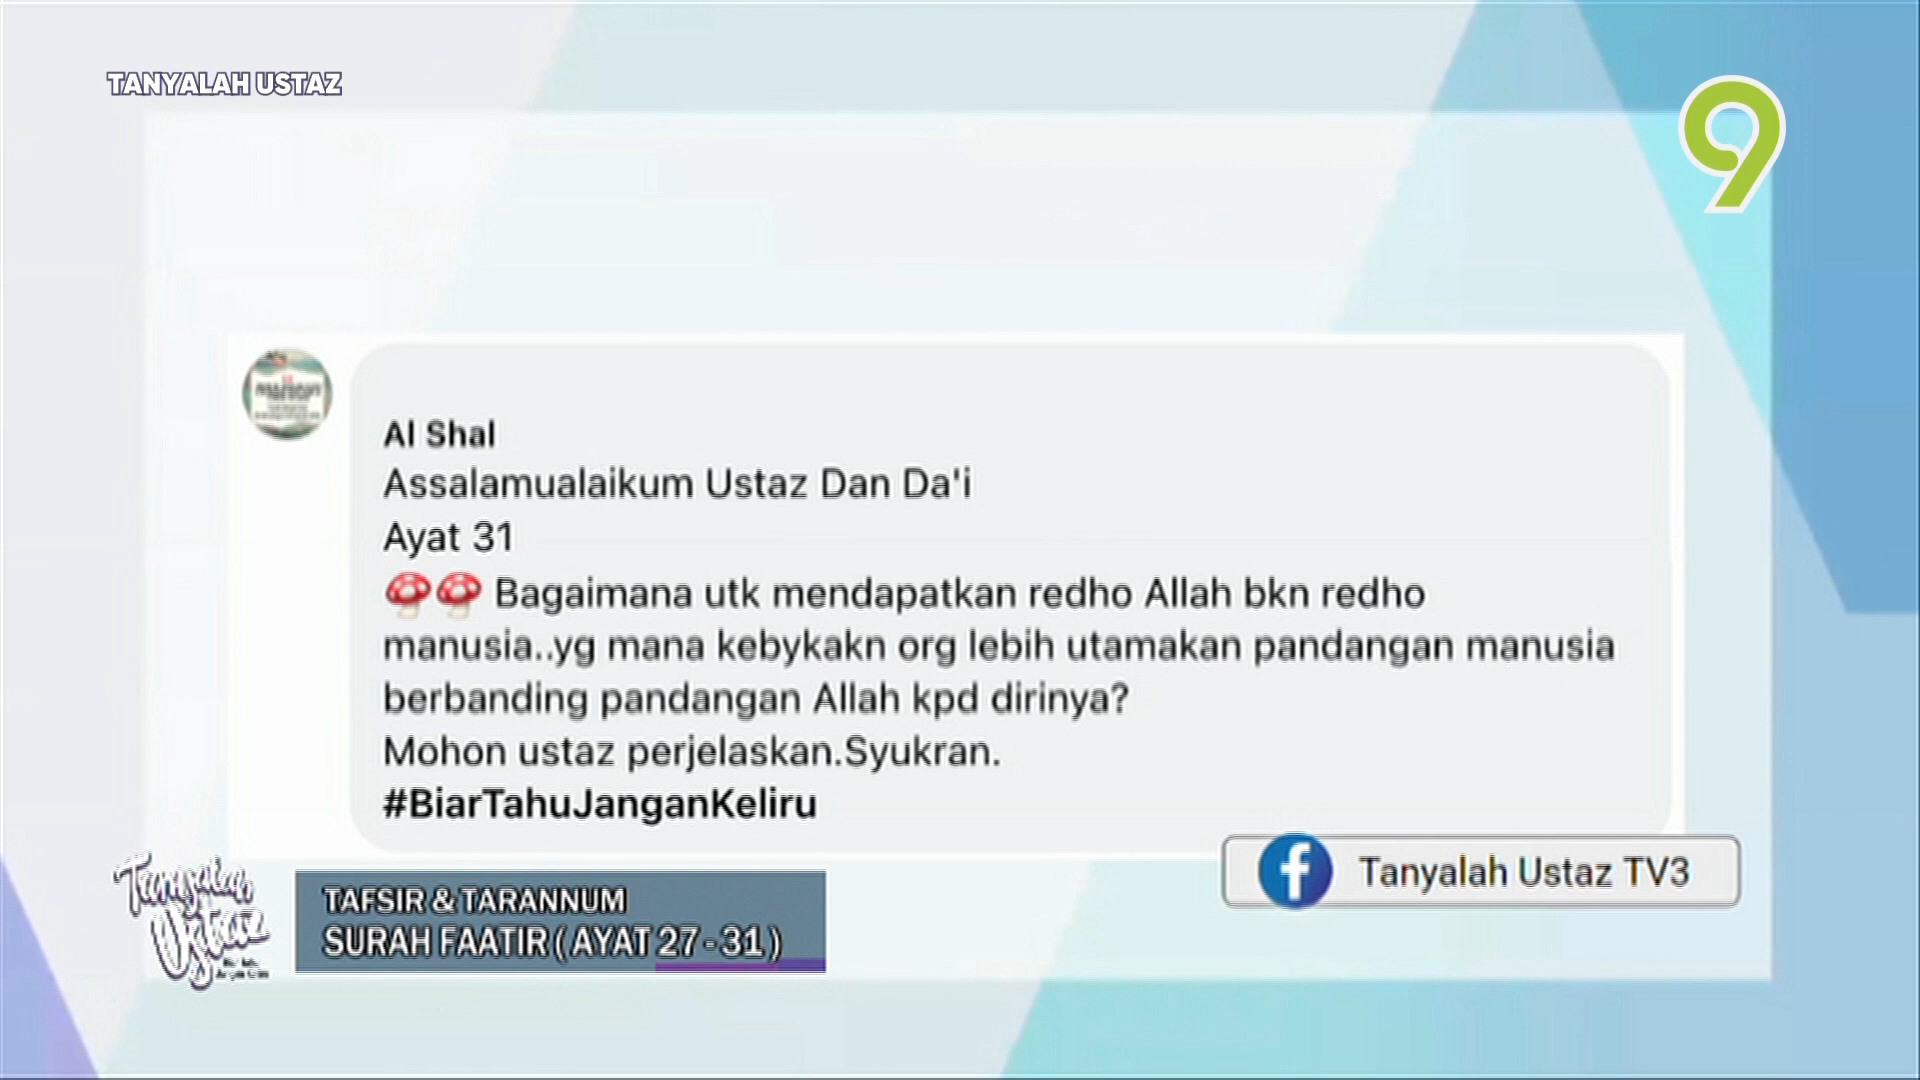 TANYALAH USTAZ
9
Al Shal
Assalamualaikum Ustaz Dan Da'i
Ayat 31
🍄🍄 Bagaimana utk mendapatkan redho Allah bkn redho
manusia..yg mana kebykakn org lebih utamakan pandangan manusia
berbanding pandangan Allah kpd dirinya?
Mohon ustaz perjelaskan.Syukran.
#BiarTahuJanganKeliru
Tanyalah Ustaz TV3
Tanyalah
Ustaz
TAFSIR & TARANNUM
SURAH FAATIR ( AYAT 27 - 31 )